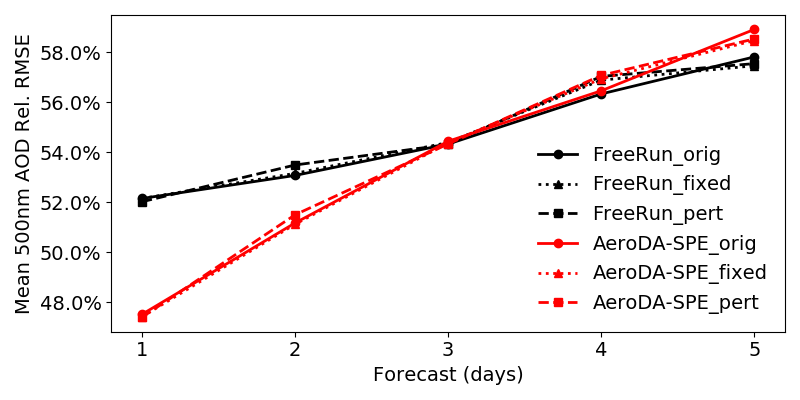 Mean 500nm AOD Rel. RMSE
58.0%
56.0%
54.0%
52.0%
50.0%
48.0%
1 2 3 4 5
Forecast (days)
FreeRun_orig
FreeRun_fixed
FreeRun_pert
AeroDA-SPE_orig
AeroDA-SPE_fixed
AeroDA-SPE_pert